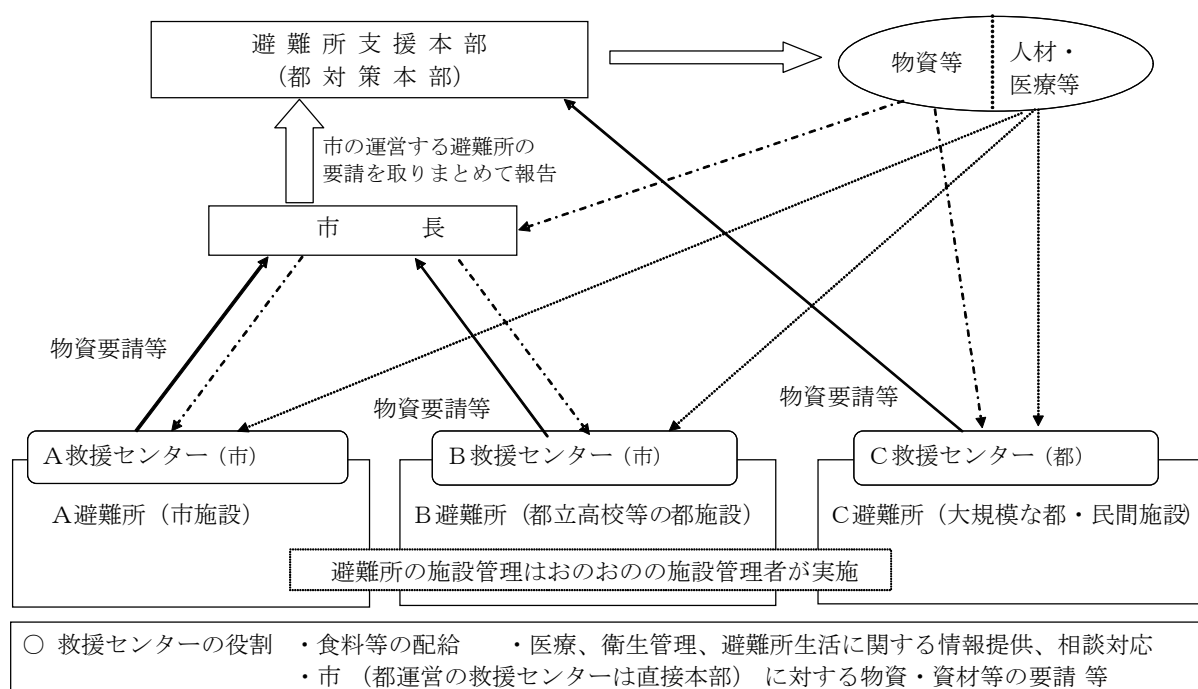 避難所支援本部
（都対策本部）
物資等
人材・
医療等
市の運営する避難所の
要請を取りまとめて報告
市　　　長
物資要請等
物資要請等
物資要請等
Ａ救援センター（市）
Ｂ救援センター（市）
Ｃ救援センター（都）
Ａ避難所（市施設）
Ｂ避難所（都立高校等の都施設）
Ｃ避難所（大規模な都・民間施設）
避難所の施設管理はおのおのの施設管理者が実施
○ 救援センターの役割　・食料等の配給　　・医療、衛生管理、避難所生活に関する情報提供、相談対応
・市 （都運営の救援センターは直接本部） に対する物資・資材等の要請 等